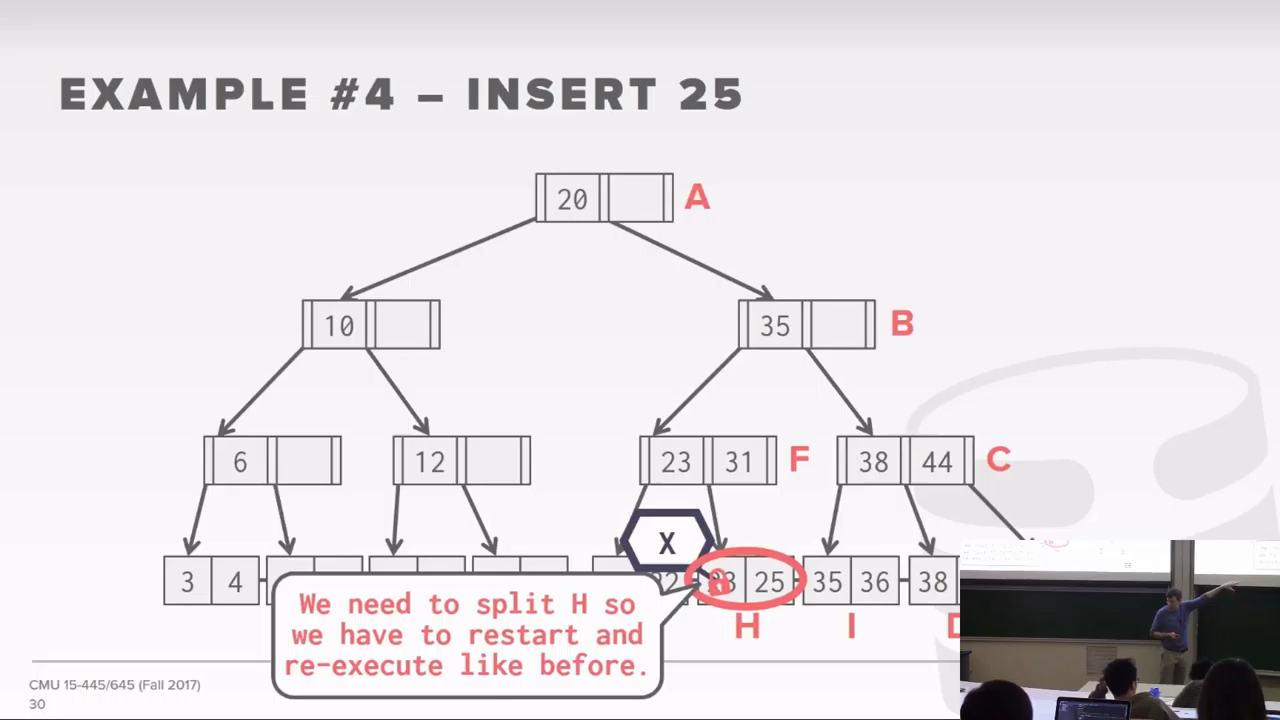 EXAMPLE #4 – INSERT 25
20 A
10 35 B
6 12 23 31 F 38 44 C
X
3 4 25 35 36 38
H I
We need to split H so
we have to restart and
re-execute like before.
CMU 15-445/645 (Fall 2017)
30